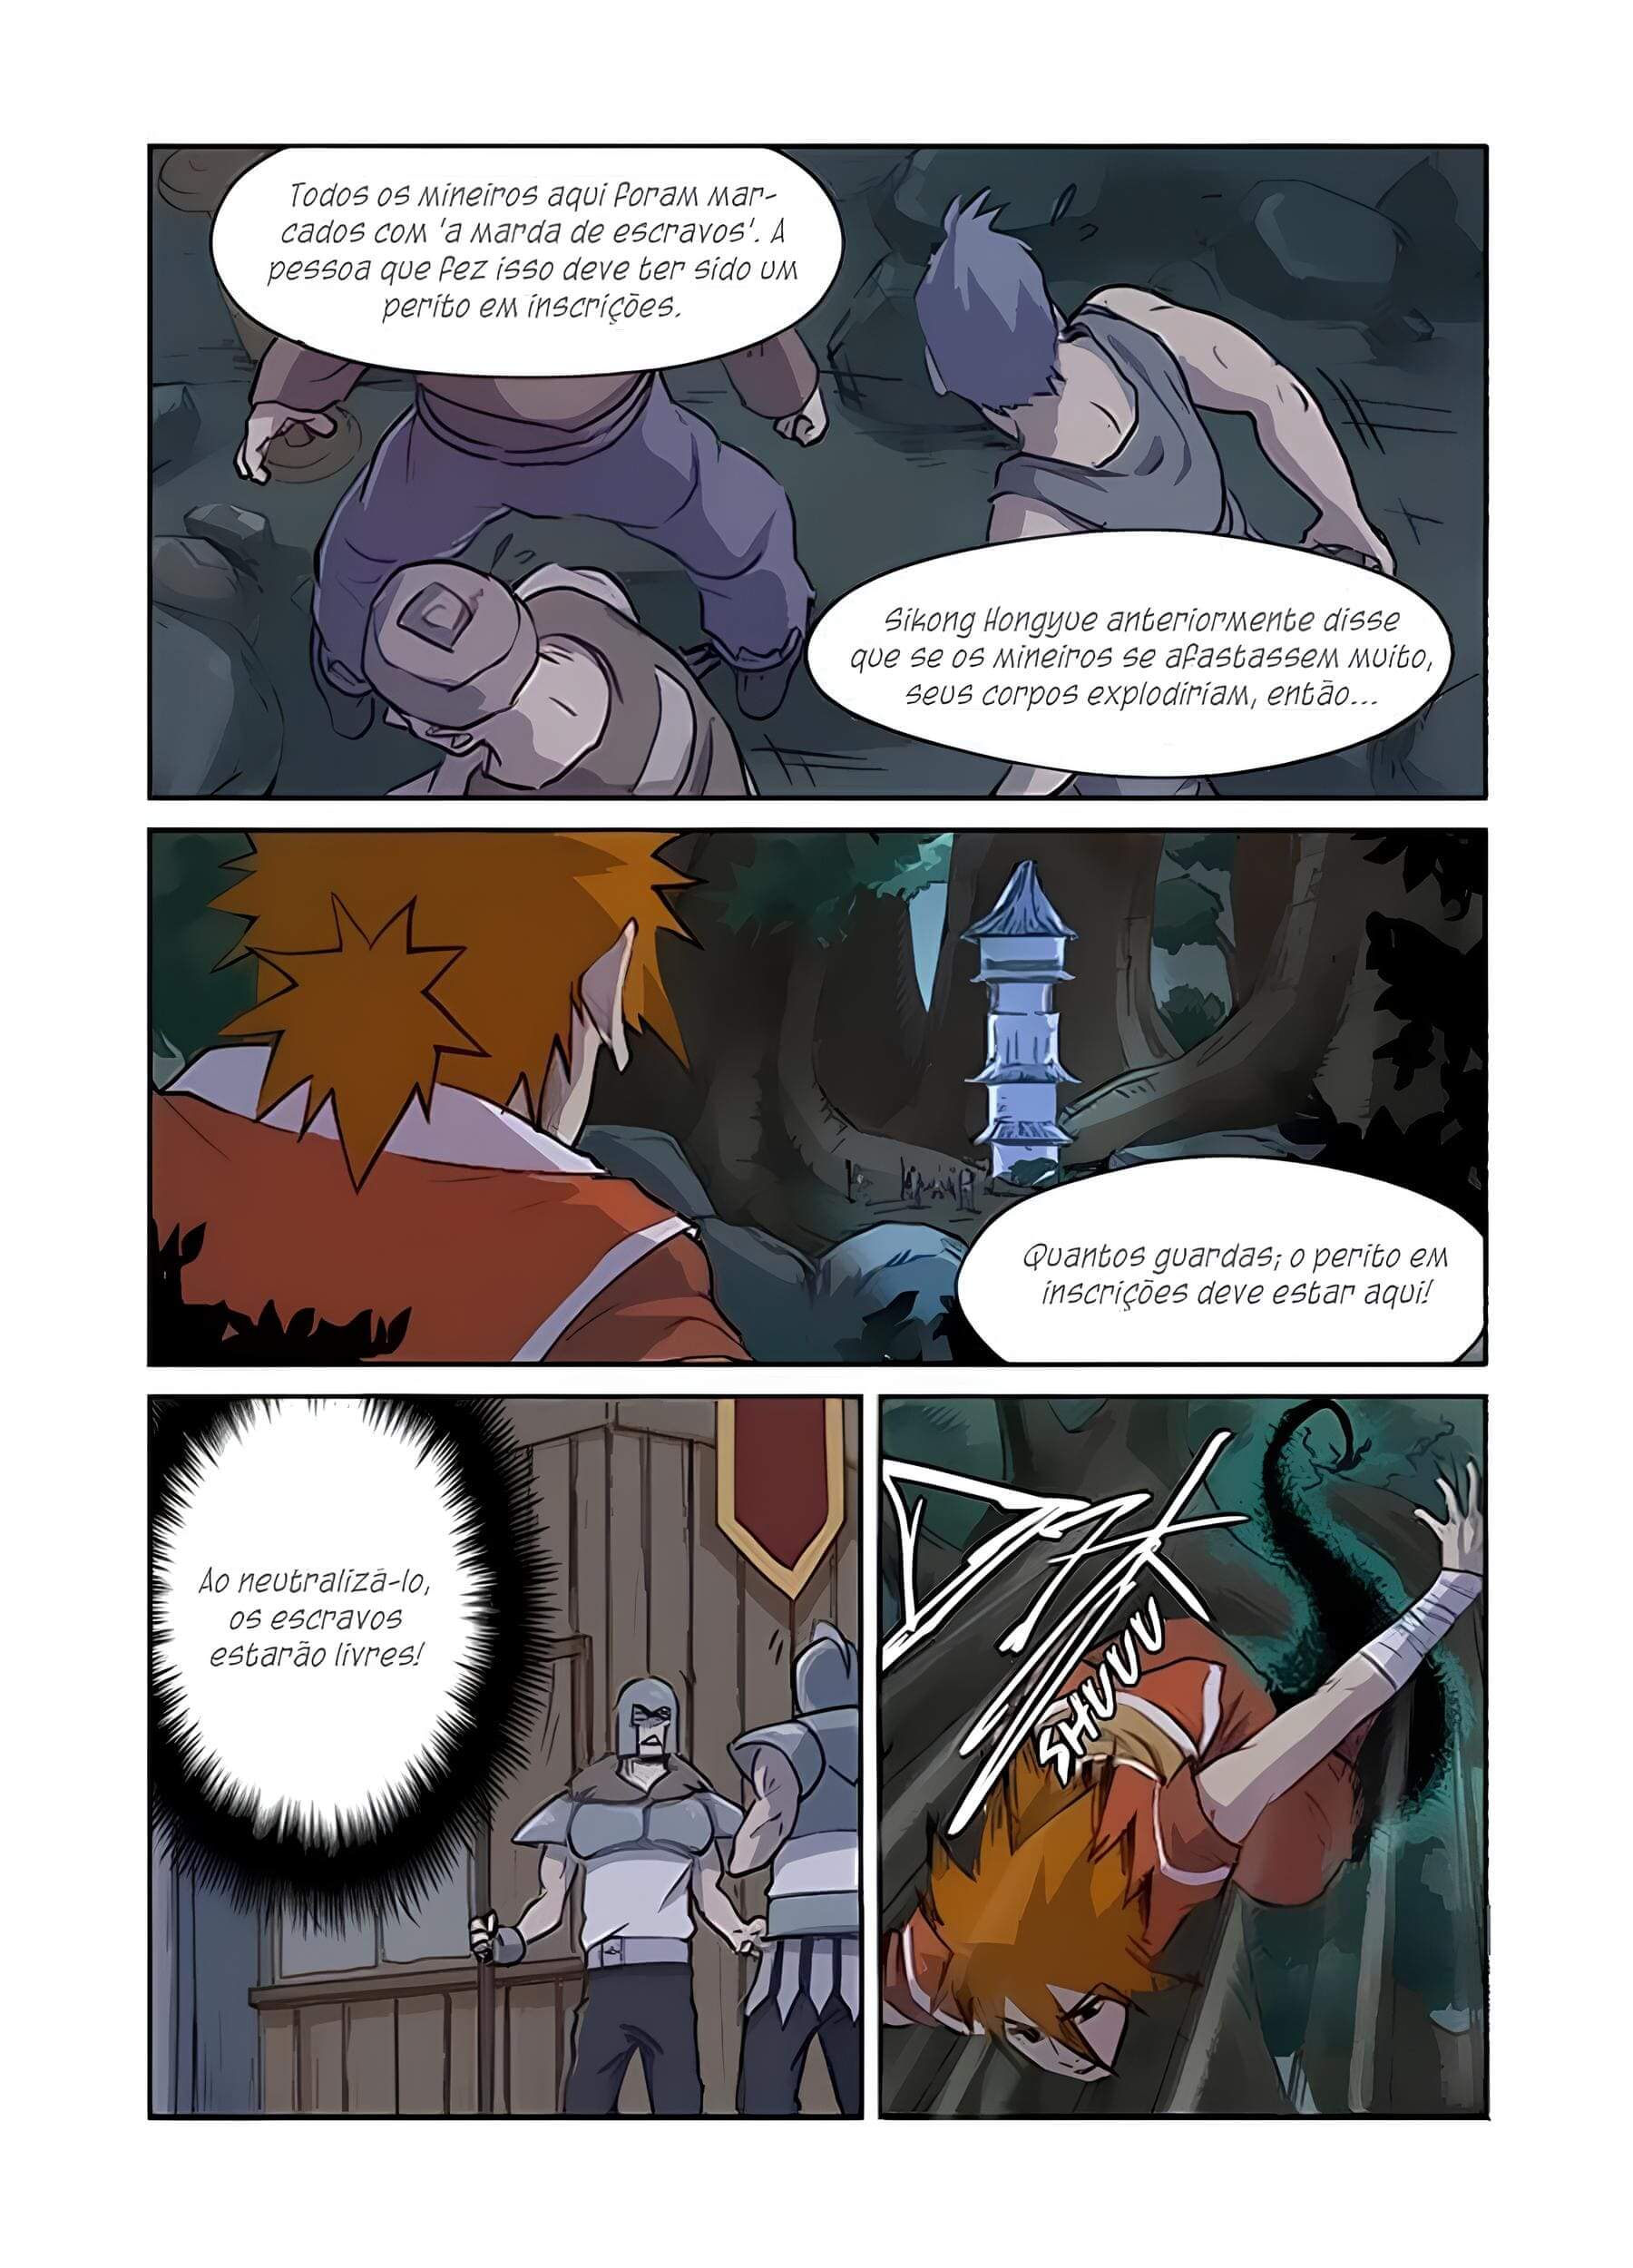 Todos os mineiros aqui foram mar-
cados com 'a marda de escravos'. A
pessoa que fez isso deve ter sido um
perito em inscrições.
Sikong Hongyue anteriormente disse
que se os mineiros se afastassem muito,
seus corpos explodiriam, então...
Quantos guardas; o perito em
inscrições deve estar aqui!
Ao neutralizá-lo,
os escravos
estarão livres!
SHUUU